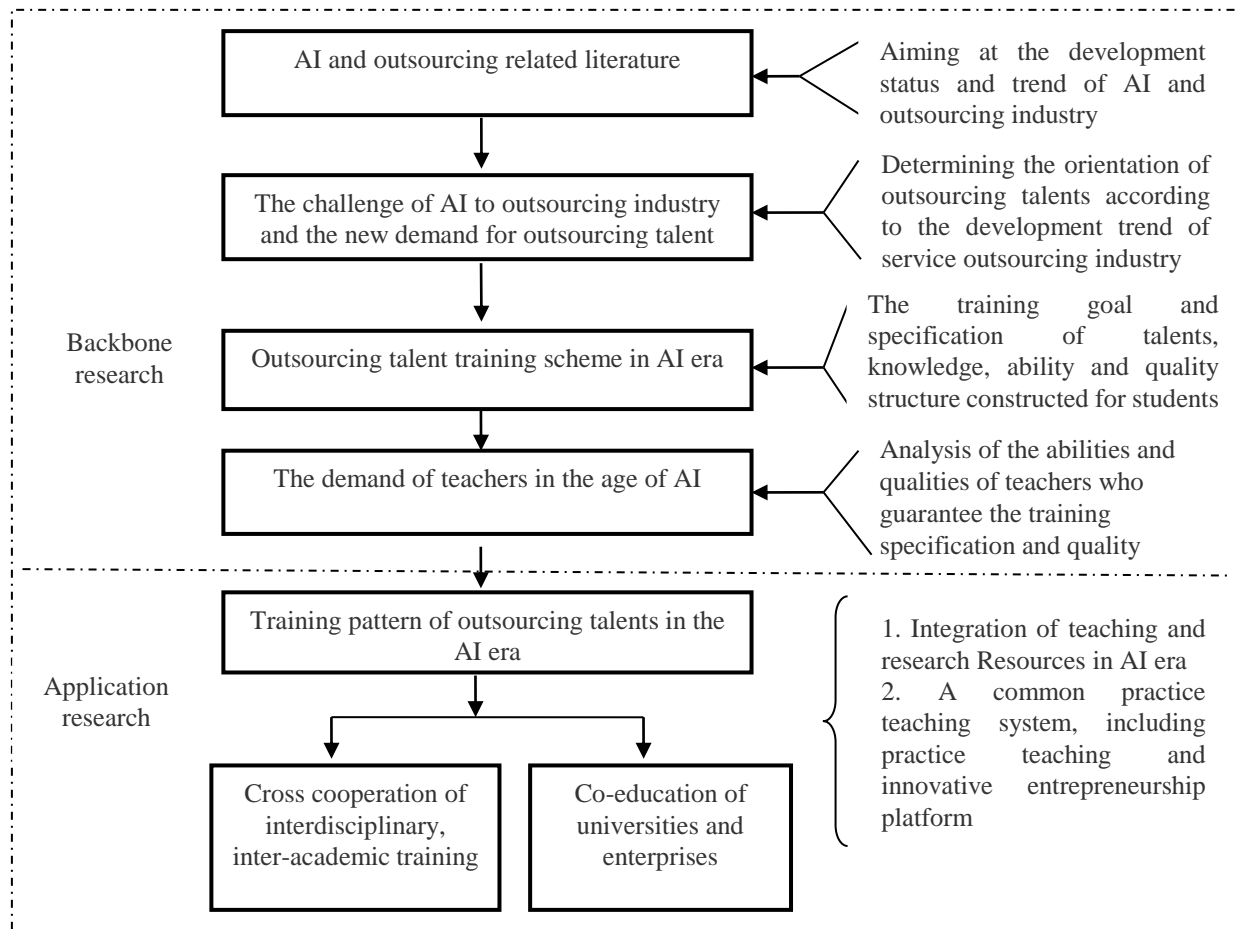 AI and outsourcing related literature
Aiming at the development
status and trend of AI and
outsourcing industry
The challenge of AI to outsourcing industry
and the new demand for outsourcing talent
Determining the orientation of
outsourcing talents according
to the development trend of
service outsourcing industry
Backbone
research
Outsourcing talent training scheme in AI era
The training goal and
specification of talents,
knowledge, ability and quality
structure constructed for students
The demand of teachers in the age of AI
Analysis of the abilities and
qualities of teachers who
guarantee the training
specification and quality
Application
research
Training pattern of outsourcing talents in the
AI era
1. Integration of teaching and
research Resources in AI era
2. A common practice
teaching system, including
practice teaching and
innovative entrepreneurship
platform
Cross cooperation of
interdisciplinary,
inter-academic training
Co-education of
universities and
enterprises